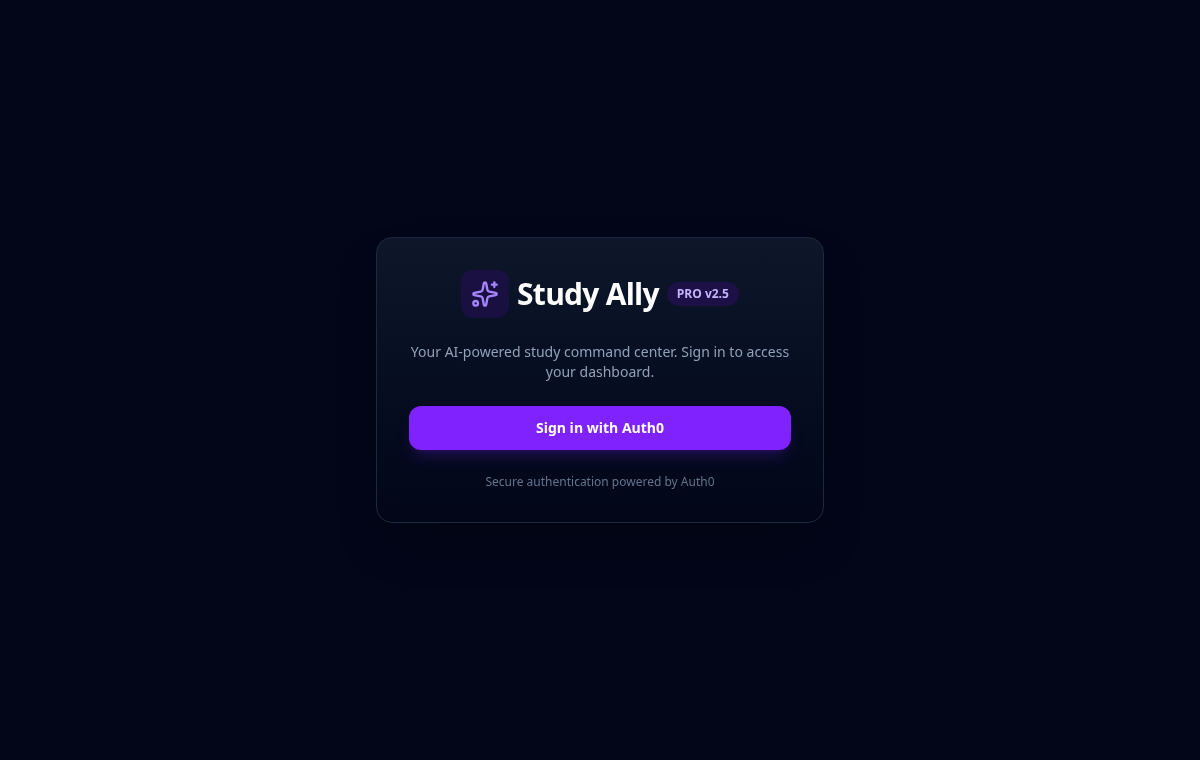 Study Ally PRO v2.5
Your AI-powered study command center. Sign in to access
your dashboard.
Sign in with Auth0
Secure authentication powered by Auth0